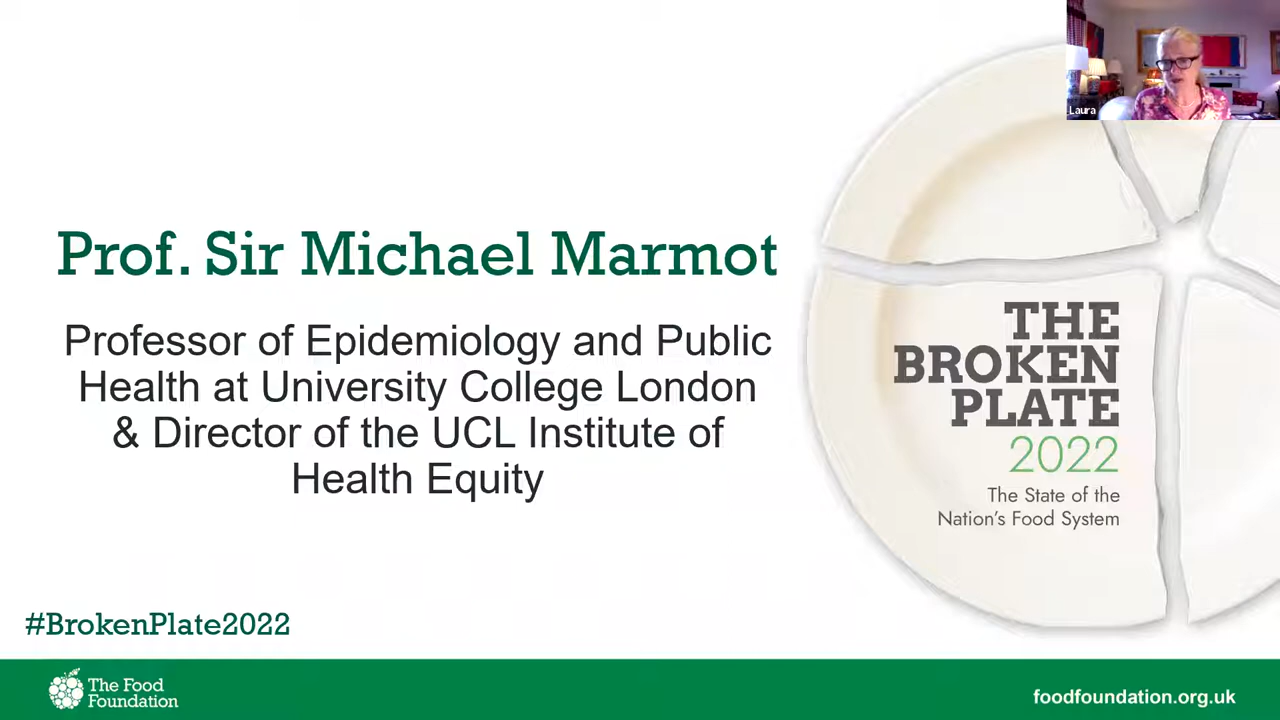 Laura
Prof. Sir Michael Marmot
Professor of Epidemiology and Public
Health at University College London
& Director of the UCL Institute of
Health Equity
THE
BROKEN
PLATE
2022
The State of the
Nation's Food System
#BrokenPlate2022
The Food
Foundation
foodfoundation.org.uk